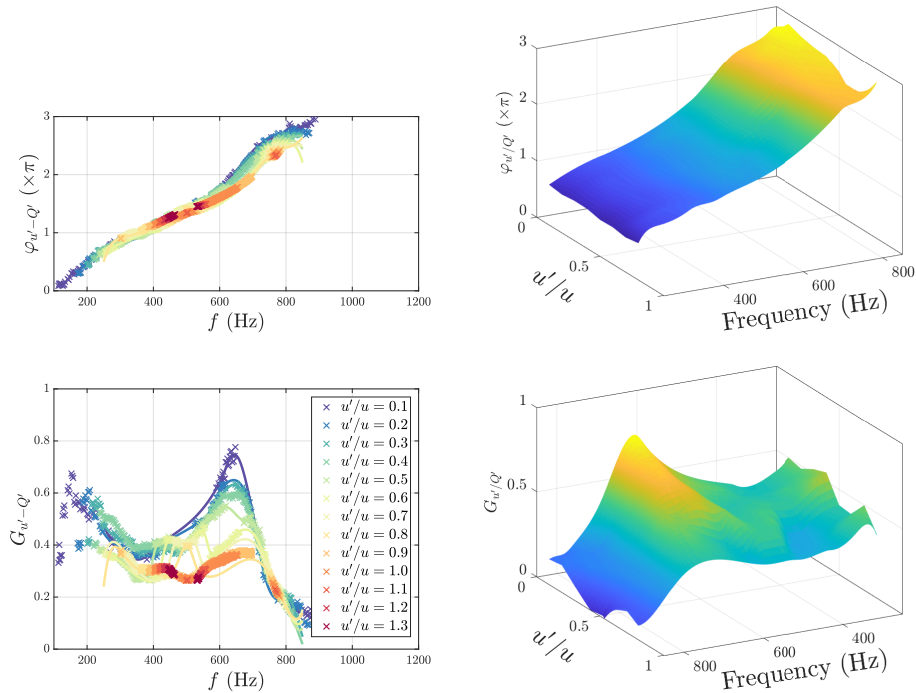 3
2
1
0
200
400
600
800
1000
1200
φu′−Q′ (×π)
f (Hz)
3
2
1
0
0
0.5
1
400
600
800
φu′/Q′ (×π)
u′/u
Frequency (Hz)
1
0.8
0.6
0.4
0.2
0
200
400
600
800
1000
1200
Gu′−Q′
f (Hz)
u′/u = 0.1
u′/u = 0.2
u′/u = 0.3
u′/u = 0.4
u′/u = 0.5
u′/u = 0.6
u′/u = 0.7
u′/u = 0.8
u′/u = 0.9
u′/u = 1.0
u′/u = 1.1
u′/u = 1.2
u′/u = 1.3
1
0.5
0
0
0.5
1
800
600
400
Gu′/Q′
u′/u
Frequency (Hz)